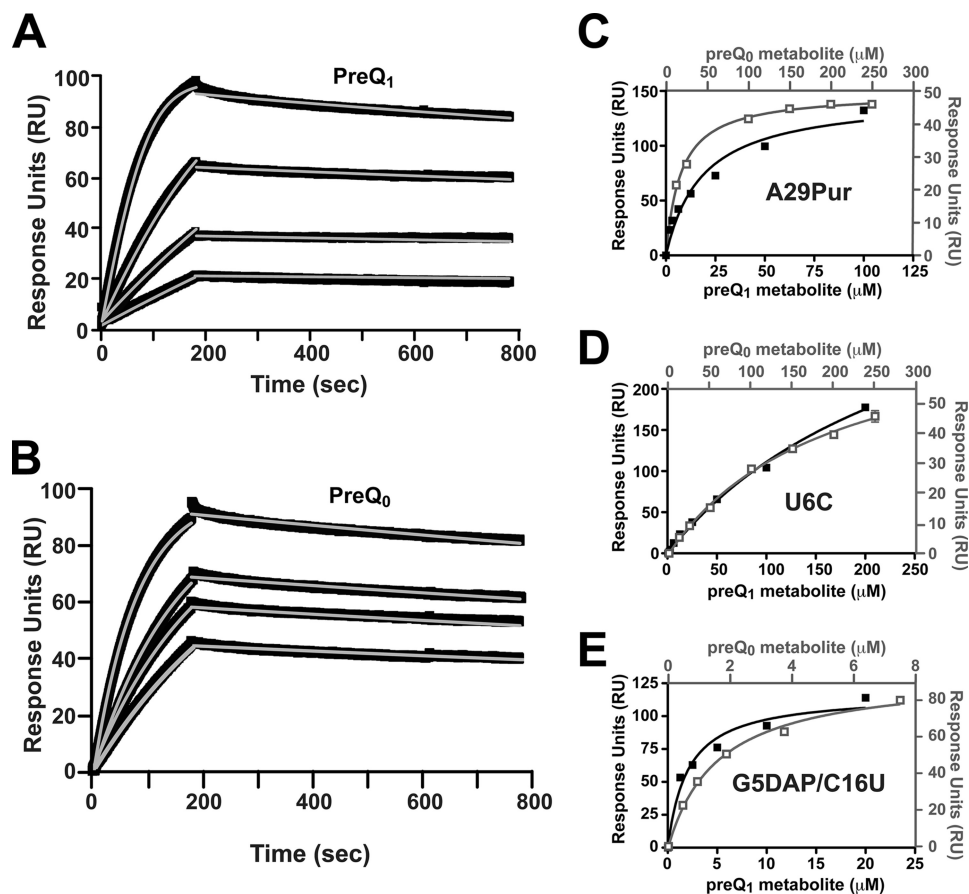 A
PreQ1
Response Units (RU)
100
80
60
40
20
0
0 200 400 600 800
Time (sec)
B
PreQ0
Response Units (RU)
100
80
60
40
20
0
0 200 400 600 800
Time (sec)
C
preQ0 metabolite (μM)
0 50 100 150 200 250 300
Response Units (RU)
150
100
50
0
50
40
30
20
10
0
Response Units (RU)
A29Pur
0 25 50 75 100 125
preQ1 metabolite (μM)
D
preQ0 metabolite (μM)
0 50 100 150 200 250 300
Response Units (RU)
200
150
100
50
0
50
40
30
20
10
0
Response Units (RU)
U6C
0 50 100 150 200 250
preQ1 metabolite (μM)
E
preQ0 metabolite (μM)
0 2 4 6 8
Response Units (RU)
125
100
75
50
25
0
80
60
40
20
0
Response Units (RU)
G5DAP/C16U
0 5 10 15 20 25
preQ1 metabolite (μM)